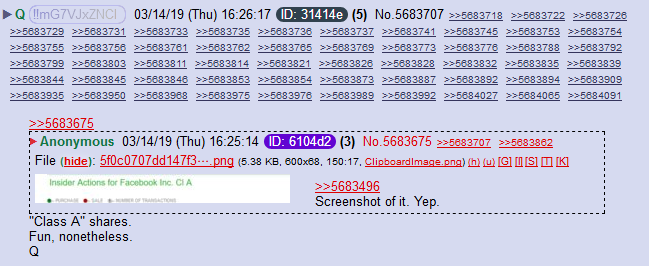 Q !!mG7VJxZNCI 03/14/19 (Thu) 16:26:17 ID: 31414e (5) No.5683707 >>5683718 >>5683722 >>5683726
>>5683729 >>5683731 >>5683733 >>5683735 >>5683736 >>5683737 >>5683741 >>5683745 >>5683753 >>5683754
>>5683756 >>5683761 >>5683762 >>5683765 >>5683768 >>5683769 >>5683773 >>5683776 >>5683788 >>5683792
>>5683799 >>5683803 >>5683811 >>5683814 >>5683821 >>5683826 >>5683828 >>5683832 >>5683835 >>5683839
>>5683844 >>5683845 >>5683846 >>5683853 >>5683873 >>5683887 >>5683892 >>5683894 >>5683894 >>5683909
>>5683935 >>5683950 >>5683968 >>5683975 >>5683976 >>5683989 >>5683992 >>5684027 >>5684065 >>5684091
>>5683675
Anonymous 03/14/19 (Thu) 16:25:14 ID: 6104d2 (3) No.5683675 >>5683707 >>5683862
File (hide): 5f0c0707dd147f3⋯.png (5.38 KB, 600x68, 150:17, ClipboardImage.png) (h) (u) [G] [I] [S] [T] [K]
Insider Actions for Facebook Inc. Cl A
PURCHASE SALE NUMBER OF TRANSACTIONS
>>5683496
Screenshot of it. Yep.
"Class A" shares.
Fun, nonetheless.
Q